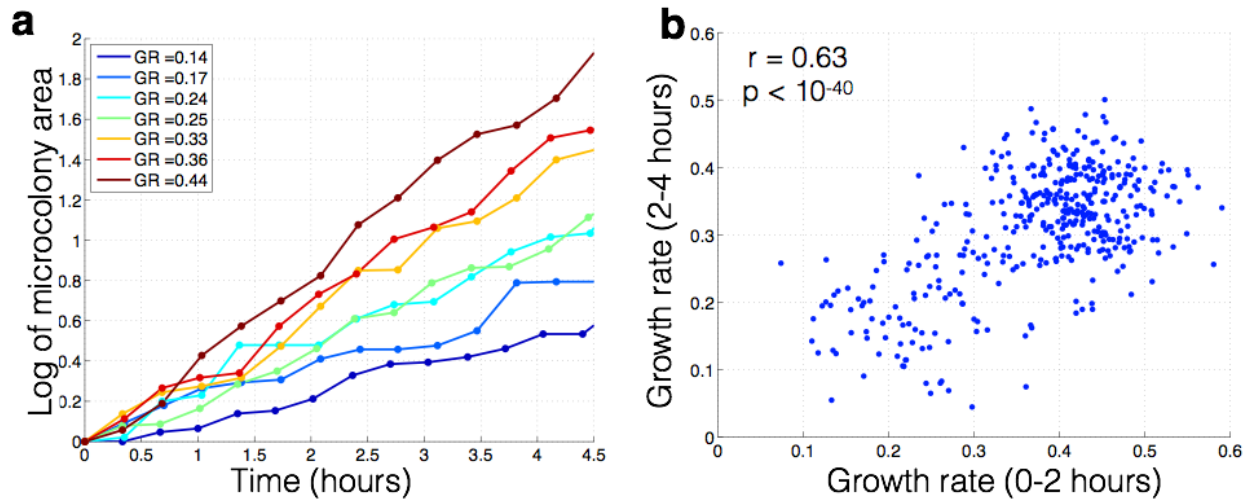 a
Log of microcolony area
2
1.8
1.6
1.4
1.2
1
0.8
0.6
0.4
0.2
0
GR =0.14
GR =0.17
GR =0.24
GR =0.25
GR =0.33
GR =0.36
GR =0.44
0 0.5 1 1.5 2 2.5 3 3.5 4 4.5
Time (hours)
b
Growth rate (2-4 hours)
0.6
0.5
0.4
0.3
0.2
0.1
0
r = 0.63
p < 10⁻⁴⁰
0 0.1 0.2 0.3 0.4 0.5 0.6
Growth rate (0-2 hours)